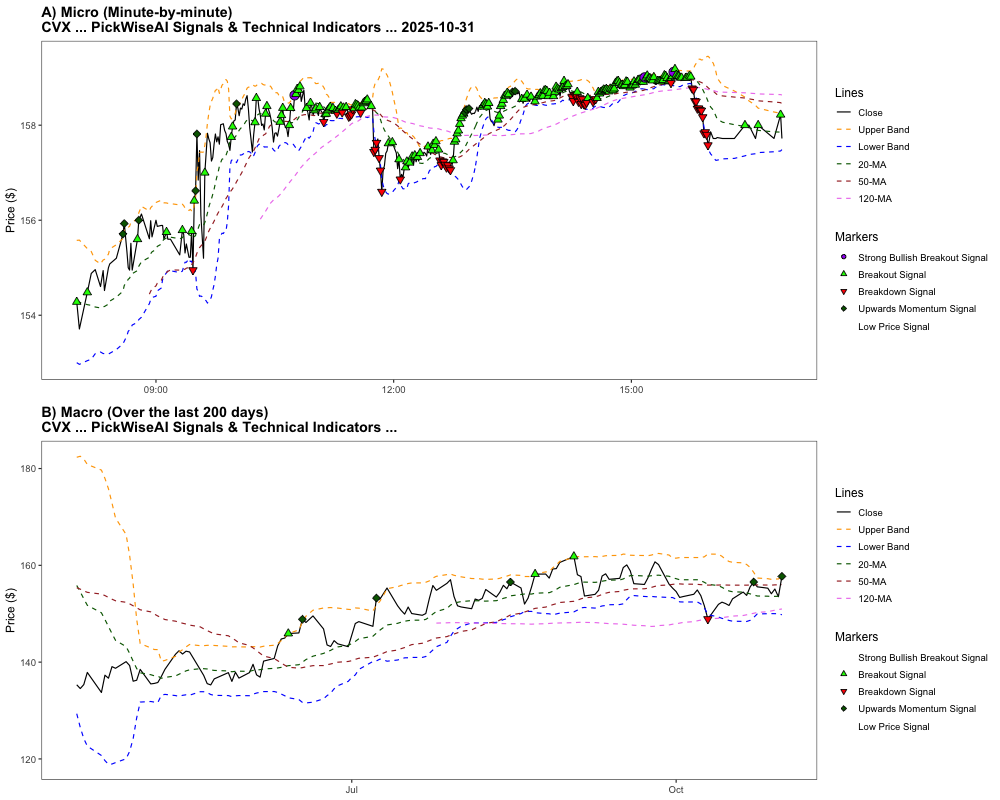 A) Micro (Minute-by-minute)
CVX ... PickWiseAI Signals & Technical Indicators ... 2025-10-31
Price ($)
158
156
154
09:00
12:00
15:00
Lines
Close
Upper Band
Lower Band
20-MA
50-MA
120-MA
Markers
Strong Bullish Breakout Signal
Breakout Signal
Breakdown Signal
Upwards Momentum Signal
Low Price Signal
B) Macro (Over the last 200 days)
CVX ... PickWiseAI Signals & Technical Indicators ...
Price ($)
180
160
140
120
Jul
Oct
Lines
Close
Upper Band
Lower Band
20-MA
50-MA
120-MA
Markers
Strong Bullish Breakout Signal
Breakout Signal
Breakdown Signal
Upwards Momentum Signal
Low Price Signal